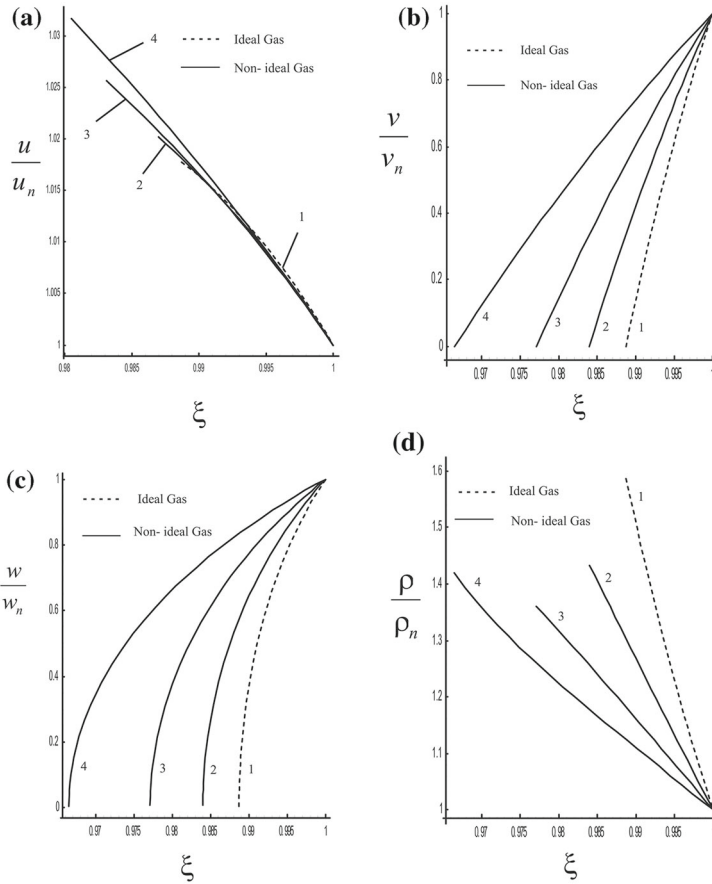 (a)
1.03
1.025
1.02
1.015
1.01
1.005
1
0.98
0.985
0.99
0.995
1
4
3
2
1
Ideal Gas
Non- ideal Gas
u
u_n
ξ
(b)
1
0.8
0.6
0.4
0.2
0
0.97
0.975
0.98
0.985
0.99
0.995
1
Ideal Gas
Non-ideal Gas
4
3
2
1
v
v_n
ξ
(c)
1
0.8
0.6
0.4
0.2
0
0.97
0.975
0.98
0.985
0.99
0.995
1
Ideal Gas
Non- ideal Gas
4
3
2
1
w
w_n
ξ
(d)
1.6
1.5
1.4
1.3
1.2
1.1
1
0.97
0.975
0.98
0.985
0.99
0.995
1
Ideal Gas
Non- ideal Gas
1
2
3
4
ρ
ρ_n
ξ